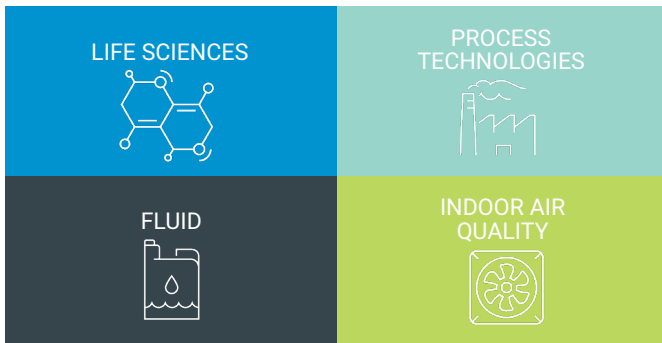 LIFE SCIENCES
PROCESS
TECHNOLOGIES
FLUID
INDOOR AIR
QUALITY